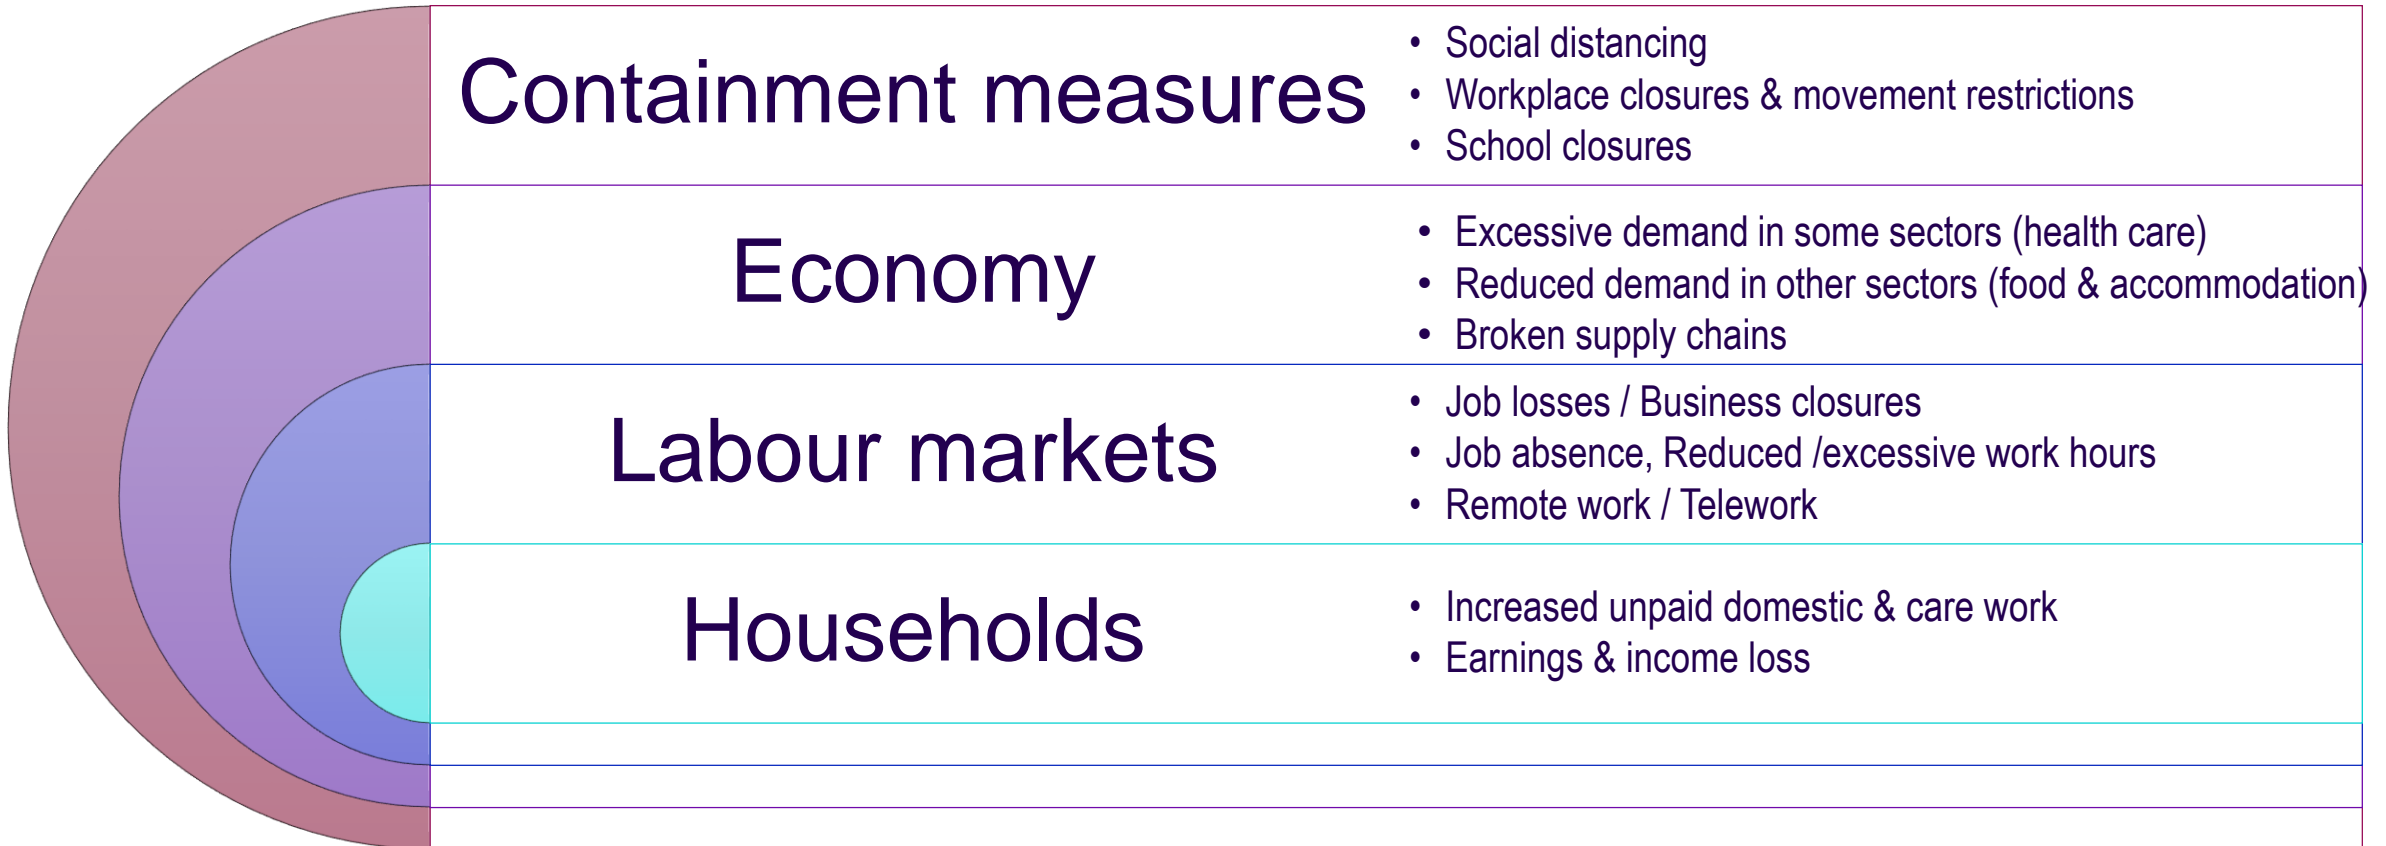 Containment measures
• Social distancing
• Workplace closures & movement restrictions
• School closures
Economy
• Excessive demand in some sectors (health care)
• Reduced demand in other sectors (food & accommodation)
• Broken supply chains
Labour markets
• Job losses / Business closures
• Job absence, Reduced /excessive work hours
• Remote work / Telework
Households
• Increased unpaid domestic & care work
• Earnings & income loss